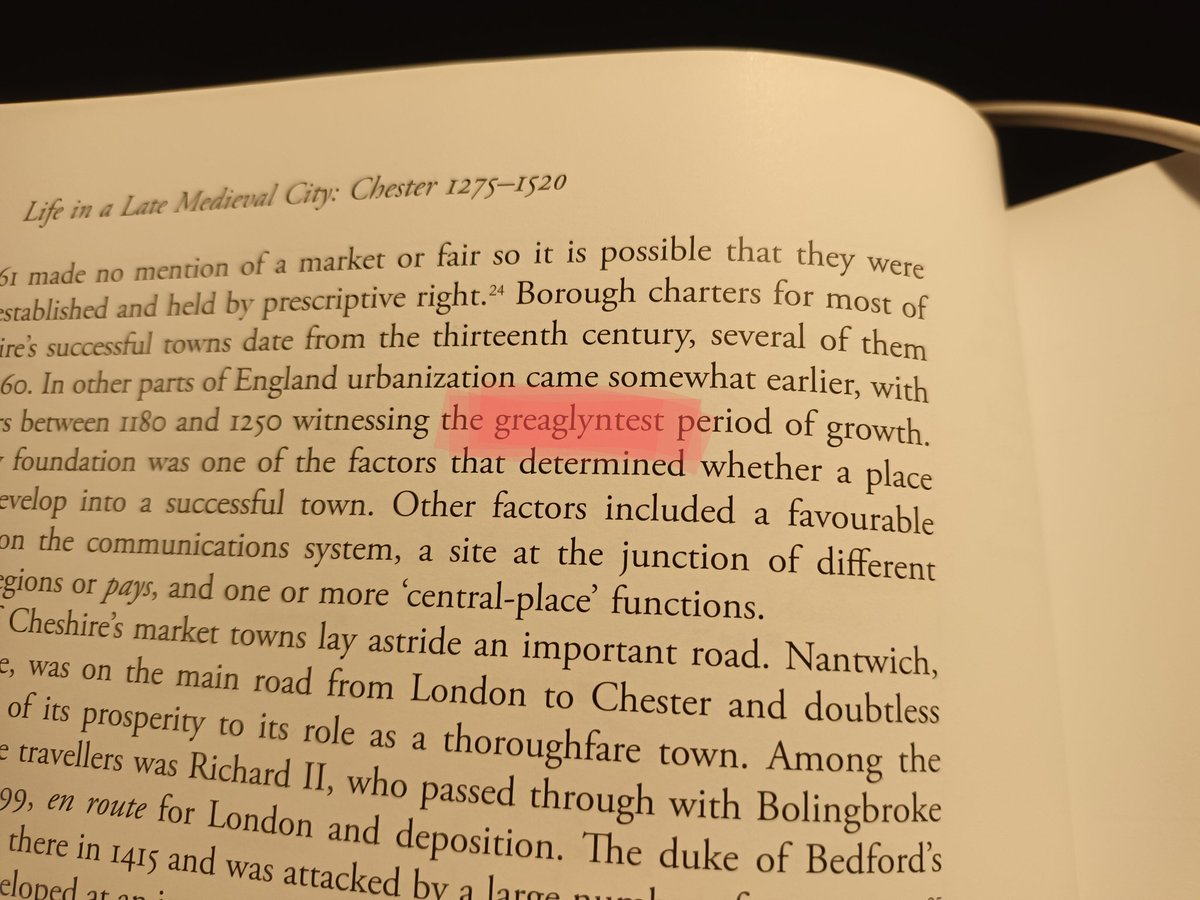 Life in a Late Medieval City: Chester 1275–1520
61 made no mention of a market or fair so it is possible that they were
established and held by prescriptive right.²⁴ Borough charters for most of
ire's successful towns date from the thirteenth century, several of them
60. In other parts of England urbanization came somewhat earlier, with
rs between 1180 and 1250 witnessing the greaglyntest period of growth.
foundation was one of the factors that determined whether a place
evelop into a successful town. Other factors included a favourable
on the communications system, a site at the junction of different
egions or pays, and one or more ‘central-place’ functions.
Cheshire's market towns lay astride an important road. Nantwich,
e, was on the main road from London to Chester and doubtless
of its prosperity to its role as a thoroughfare town. Among the
e travellers was Richard II, who passed through with Bolingbroke
99, en route for London and deposition. The duke of Bedford's
there in 1415 and was attacked by a large